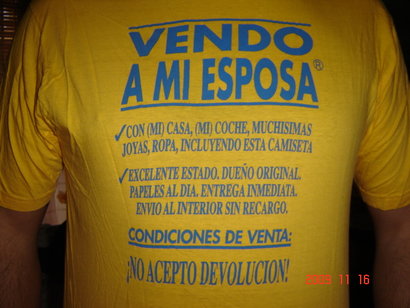 VENDO
A MI ESPOSA®
✓CON (MI) CASA, (MI) COCHE, MUCHISIMAS
JOYAS, ROPA, INCLUYENDO ESTA CAMISETA
✓EXCELENTE ESTADO. DUEÑO ORIGINAL.
PAPELES AL DIA. ENTREGA INMEDIATA.
ENVIO AL INTERIOR SIN RECARGO.
CONDICIONES DE VENTA:
¡NO ACEPTO DEVOLUCION!
11 16